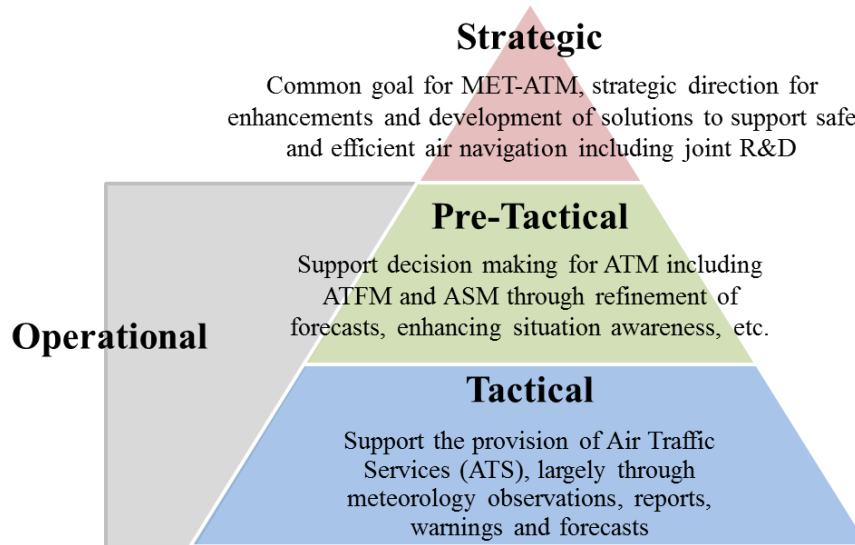 Strategic
Common goal for MET-ATM, strategic direction for
enhancements and development of solutions to support safe
and efficient air navigation including joint R&D
Pre-Tactical
Support decision making for ATM including
ATFM and ASM through refinement of
forecasts, enhancing situation awareness, etc.
Operational
Tactical
Support the provision of Air Traffic
Services (ATS), largely through
meteorology observations, reports,
warnings and forecasts